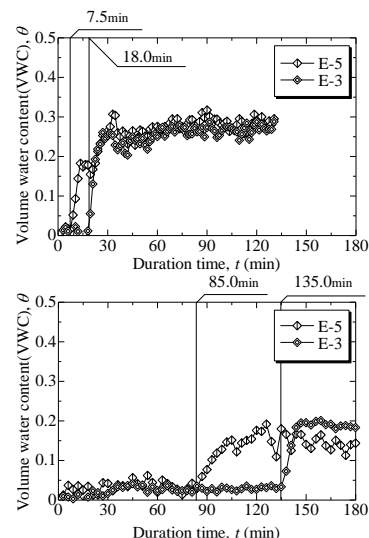 7.5min
18.0min
0.5
0.4
0.3
0.2
0.1
0
Volume water content(VWC), θ
E-5
E-3
0 30 60 90 120 150 180
Duration time, t (min)
85.0min
135.0min
0.5
0.4
0.3
0.2
0.1
0
Volume water content(VWC), θ
E-5
E-3
0 30 60 90 120 150 180
Duration time, t (min)